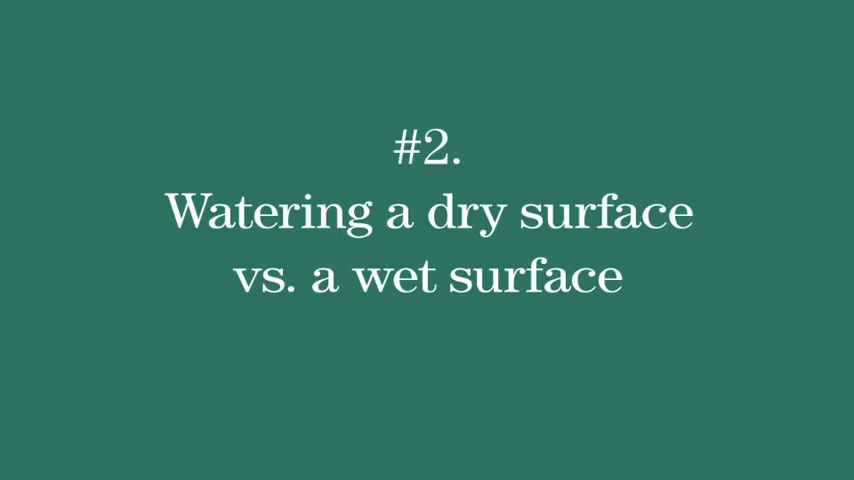 #2.
Watering a dry surface
vs. a wet surface